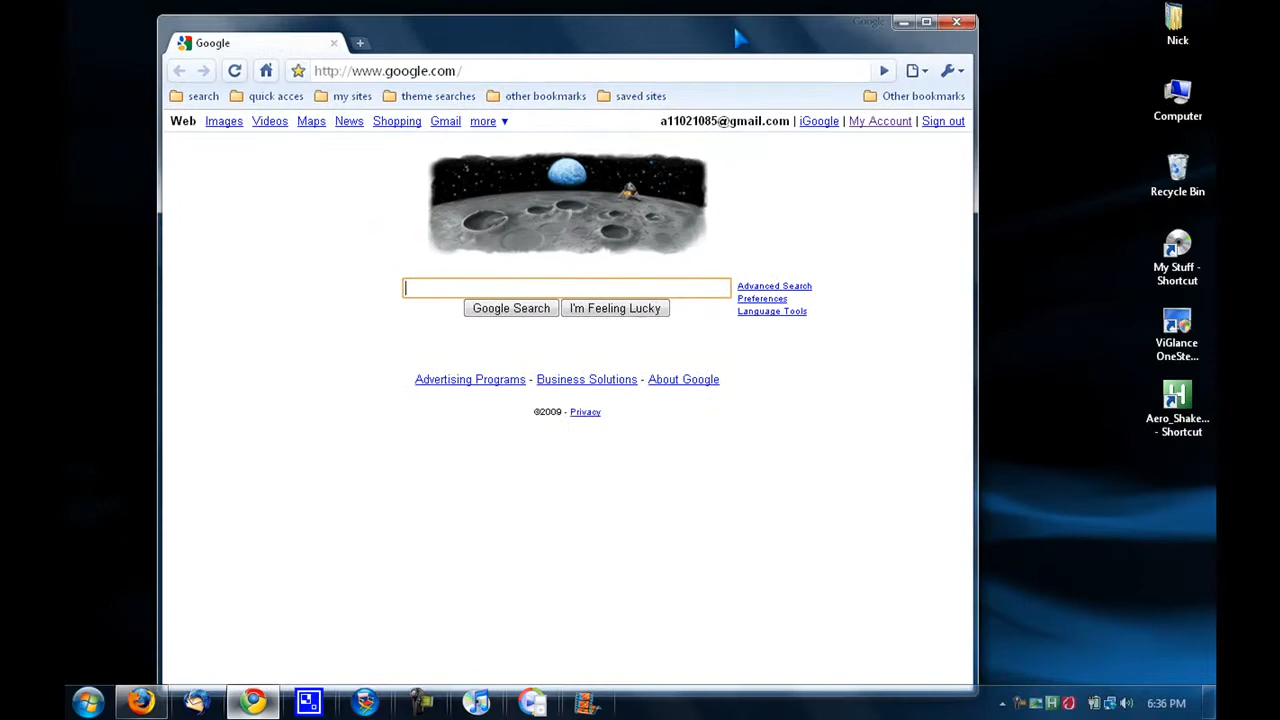 Google
Google
http://www.google.com/
search quick acces my sites theme searches other bookmarks saved sites Other bookmarks
Web Images Videos Maps News Shopping Gmail more ▼ a11021085@gmail.com | iGoogle | My Account | Sign out
Advanced Search
Preferences
Language Tools
Google Search I'm Feeling Lucky
Advertising Programs - Business Solutions - About Google
©2009 - Privacy
Nick
Computer
Recycle Bin
My Stuff -
Shortcut
ViGlance
OneSte...
Aero_Shake...
- Shortcut
6:36 PM